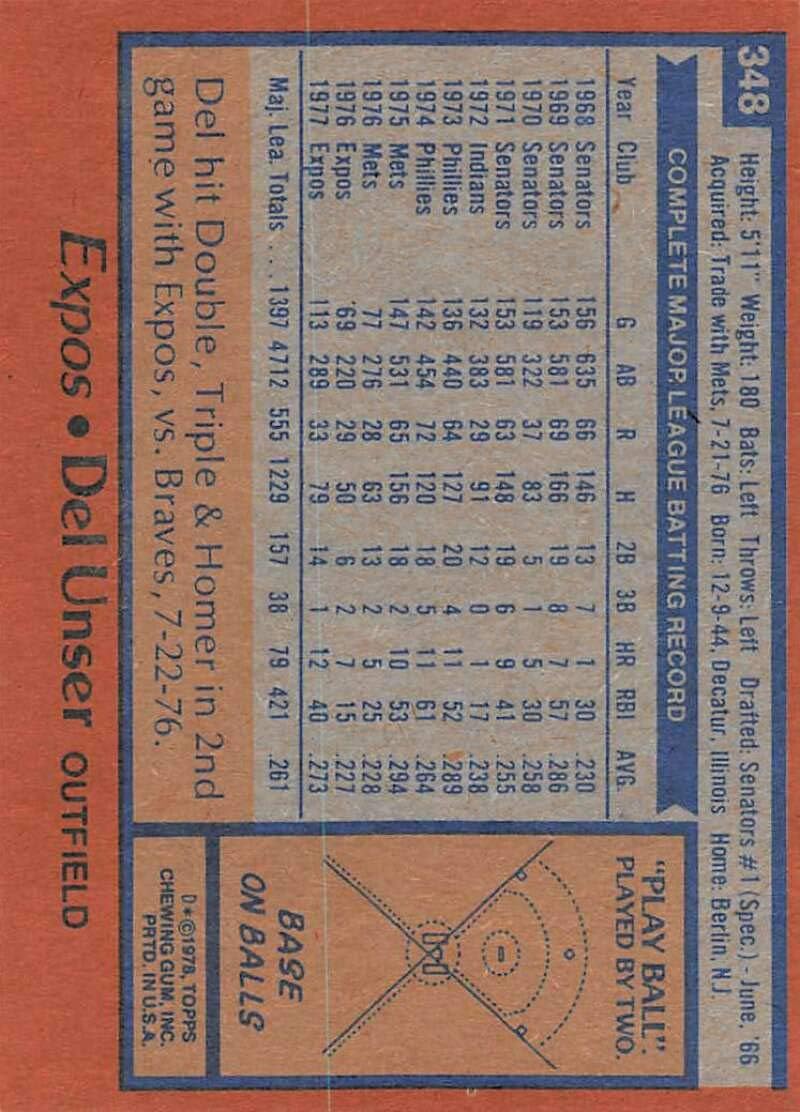 348
Height: 5'11" Weight: 180 Bats: Left Throws: Left Drafted: Senators #1 (Spec.) - June, '66
Acquired: Trade with Mets, 7-21-76 Born: 12-9-44, Decatur, Illinois Home: Berlin, N.J.
COMPLETE MAJOR LEAGUE BATTING RECORD
Year Club G AB R H 2B 3B HR RBI AVG.
1968 Senators 156 635 66 146 13 7 1 30 .230
1969 Senators 153 581 69 166 19 8 7 57 .286
1970 Senators 119 322 37 83 5 1 5 30 .258
1971 Senators 153 581 63 148 19 6 9 41 .255
1972 Indians 132 383 29 91 12 0 1 17 .238
1973 Phillies 136 440 64 127 20 4 11 52 .289
1974 Phillies 142 454 72 120 18 5 11 61 .264
1975 Mets 147 531 65 156 18 2 10 53 .294
1976 Mets 77 276 28 63 13 2 5 25 .228
1976 Expos 69 220 29 50 6 2 7 15 .227
1977 Expos 113 289 33 79 14 1 12 40 .273
Maj. Lea. Totals . . . 1397 4712 555 1229 157 38 79 421 .261
Del hit Double, Triple & Homer in 2nd
game with Expos, vs. Braves, 7-22-76.
"PLAY BALL":
PLAYED BY TWO.
BASE
ON BALLS
D*©1978, TOPPS
CHEWING GUM, INC.
PRTD. IN U.S.A.
Expos • Del Unser OUTFIELD